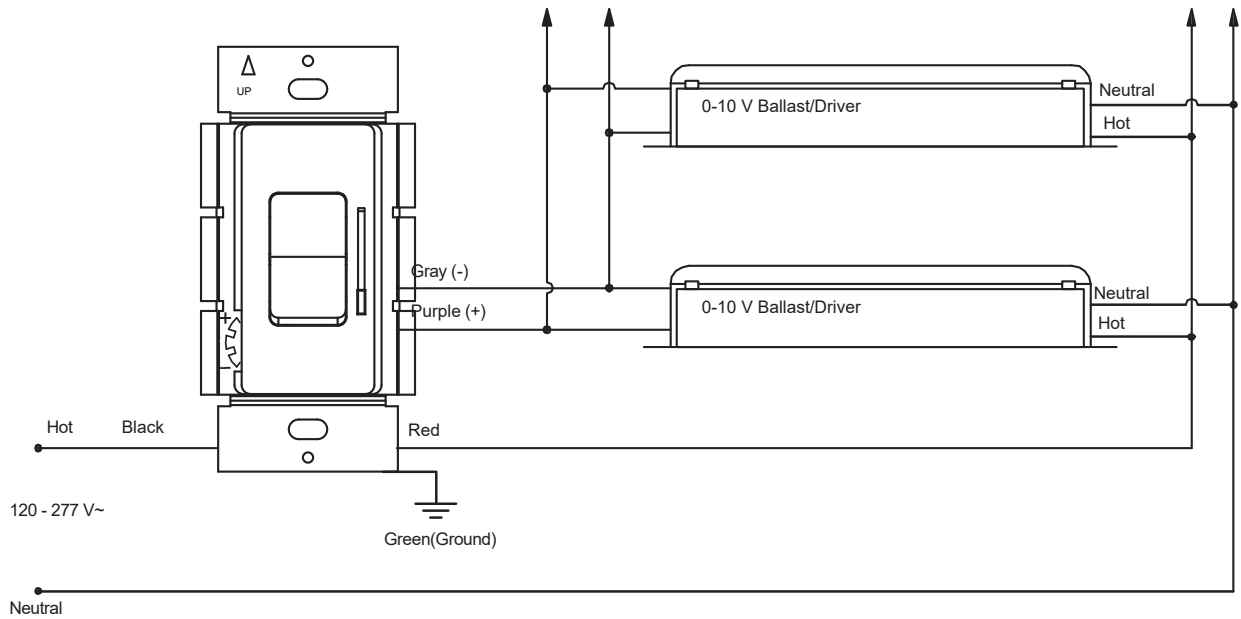 UP
0-10 V Ballast/Driver
Neutral
Hot
Gray (-)
Purple (+)
0-10 V Ballast/Driver
Neutral
Hot
+
−
Hot
Black
Red
120 - 277 V~
Green(Ground)
Neutral